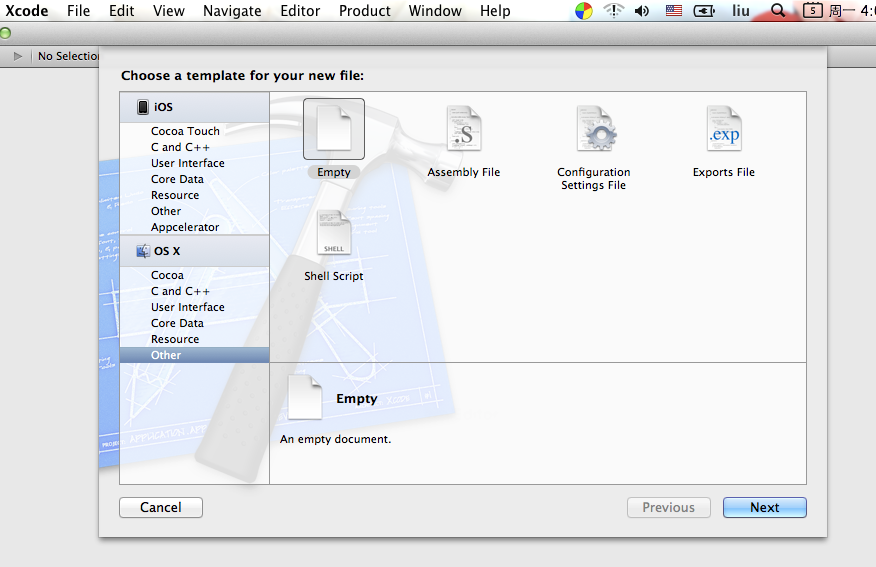 Xcode File Edit View Navigate Editor Product Window Help liu 5 周一 4:0
No Selection
Choose a template for your new file:
iOS
Cocoa Touch
C and C++
User Interface
Core Data
Resource
Other
Appcelerator
OS X
Cocoa
C and C++
User Interface
Core Data
Resource
Other
Empty
.S
Assembly File
Configuration
Settings File
.exp
Exports File
SHELL
Shell Script
Empty
An empty document.
Cancel
Previous
Next